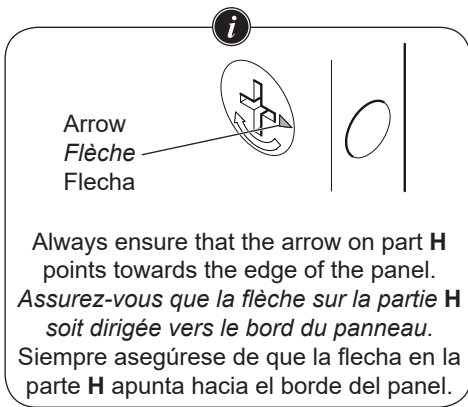 i
Arrow
Flèche
Flecha
Always ensure that the arrow on part H
points towards the edge of the panel.
Assurez-vous que la flèche sur la partie H
soit dirigée vers le bord du panneau.
Siempre asegúrese de que la flecha en la
parte H apunta hacia el borde del panel.